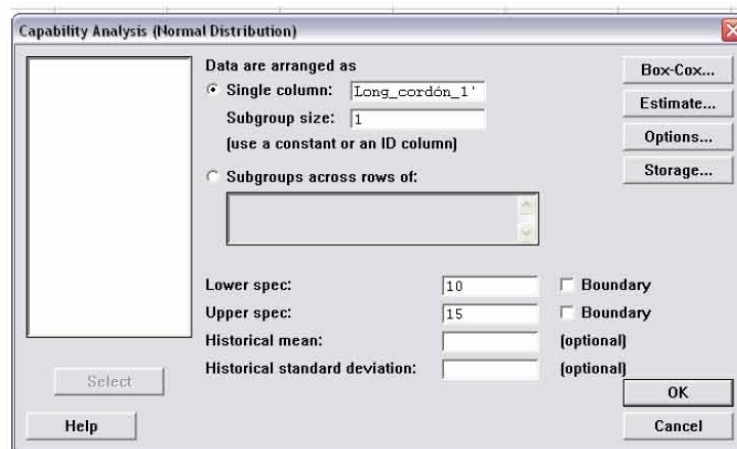 Capability Analysis (Normal Distribution)
Data are arranged as
Single column: Long_cordón_1'
Subgroup size: 1
(use a constant or an ID column)
Subgroups across rows of:
Box-Cox...
Estimate...
Options...
Storage...
Lower spec: 10 Boundary
Upper spec: 15 Boundary
Historical mean: (optional)
Historical standard deviation: (optional)
Select
OK
Help
Cancel